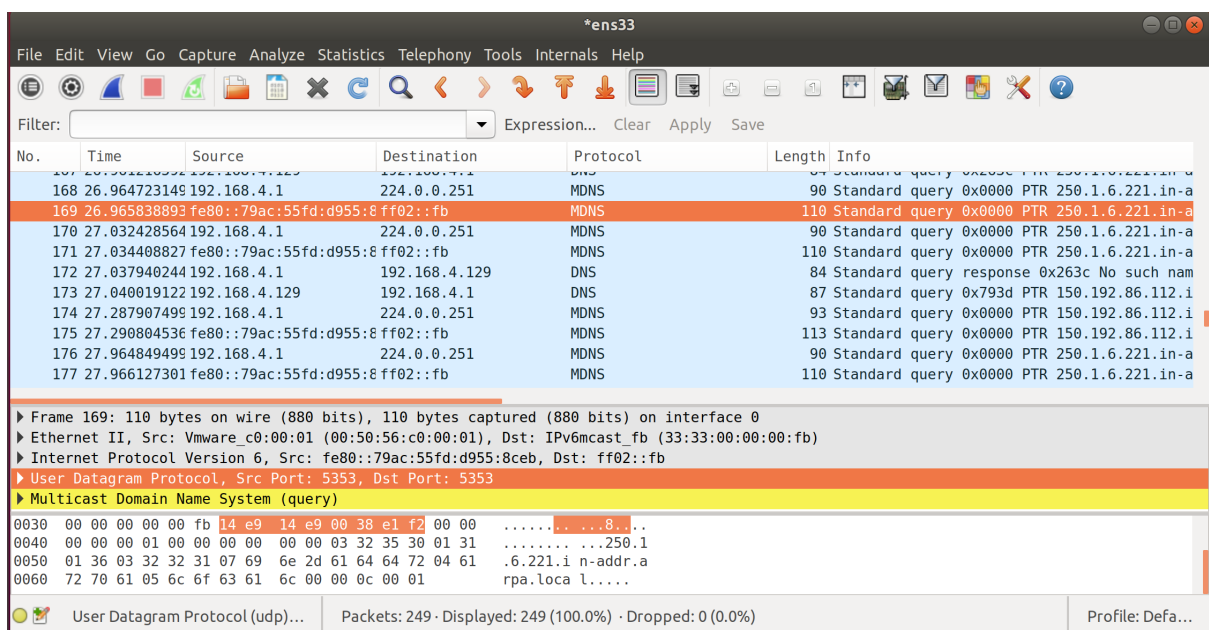 *ens33
File Edit View Go Capture Analyze Statistics Telephony Tools Internals Help
Filter: Expression... Clear Apply Save
No. Time Source Destination Protocol Length Info
168 26.964723149 192.168.4.1 224.0.0.251 MDNS 90 Standard query 0x0000 PTR 250.1.6.221.in-a
169 26.965838893 fe80::79ac:55fd:d955:8 ff02::fb MDNS 110 Standard query 0x0000 PTR 250.1.6.221.in-a
170 27.032428564 192.168.4.1 224.0.0.251 MDNS 90 Standard query 0x0000 PTR 250.1.6.221.in-a
171 27.034408827 fe80::79ac:55fd:d955:8 ff02::fb MDNS 110 Standard query 0x0000 PTR 250.1.6.221.in-a
172 27.037940244 192.168.4.1 192.168.4.129 DNS 84 Standard query response 0x263c No such nam
173 27.040019122 192.168.4.129 192.168.4.1 DNS 87 Standard query 0x793d PTR 150.192.86.112.i
174 27.287907499 192.168.4.1 224.0.0.251 MDNS 93 Standard query 0x0000 PTR 150.192.86.112.i
175 27.290804536 fe80::79ac:55fd:d955:8 ff02::fb MDNS 113 Standard query 0x0000 PTR 150.192.86.112.i
176 27.964849499 192.168.4.1 224.0.0.251 MDNS 90 Standard query 0x0000 PTR 250.1.6.221.in-a
177 27.966127301 fe80::79ac:55fd:d955:8 ff02::fb MDNS 110 Standard query 0x0000 PTR 250.1.6.221.in-a
Frame 169: 110 bytes on wire (880 bits), 110 bytes captured (880 bits) on interface 0
Ethernet II, Src: Vmware_c0:00:01 (00:50:56:c0:00:01), Dst: IPv6mcast_fb (33:33:00:00:00:fb)
Internet Protocol Version 6, Src: fe80::79ac:55fd:d955:8ceb, Dst: ff02::fb
User Datagram Protocol, Src Port: 5353, Dst Port: 5353
Multicast Domain Name System (query)
0030 00 00 00 00 00 fb 14 e9 14 e9 00 38 e1 f2 00 00 ........ ...8....
0040 00 00 00 01 00 00 00 00 00 00 03 32 35 30 01 31 ........ ...250.1
0050 01 36 03 32 32 31 07 69 6e 2d 61 64 64 72 04 61 .6.221.i n-addr.a
0060 72 70 61 05 6c 6f 63 61 6c 00 00 0c 00 01 rpa.loca l.....
User Datagram Protocol (udp)... Packets: 249 · Displayed: 249 (100.0%) · Dropped: 0 (0.0%) Profile: Defa...